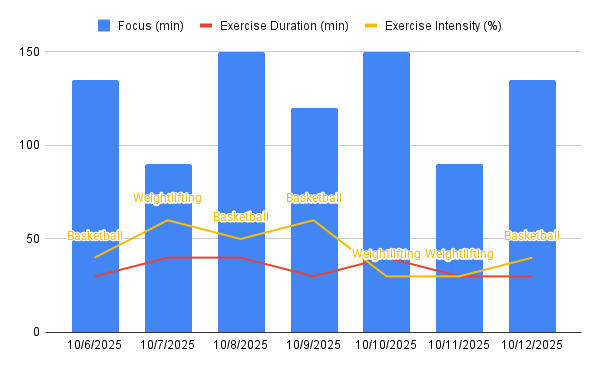 Focus (min) Exercise Duration (min) Exercise Intensity (%)
150
100
50
0
Basketball
Weightlifting
Basketball
Basketball
Weightlifting
Weightlifting
Basketball
10/6/2025 10/7/2025 10/8/2025 10/9/2025 10/10/2025 10/11/2025 10/12/2025